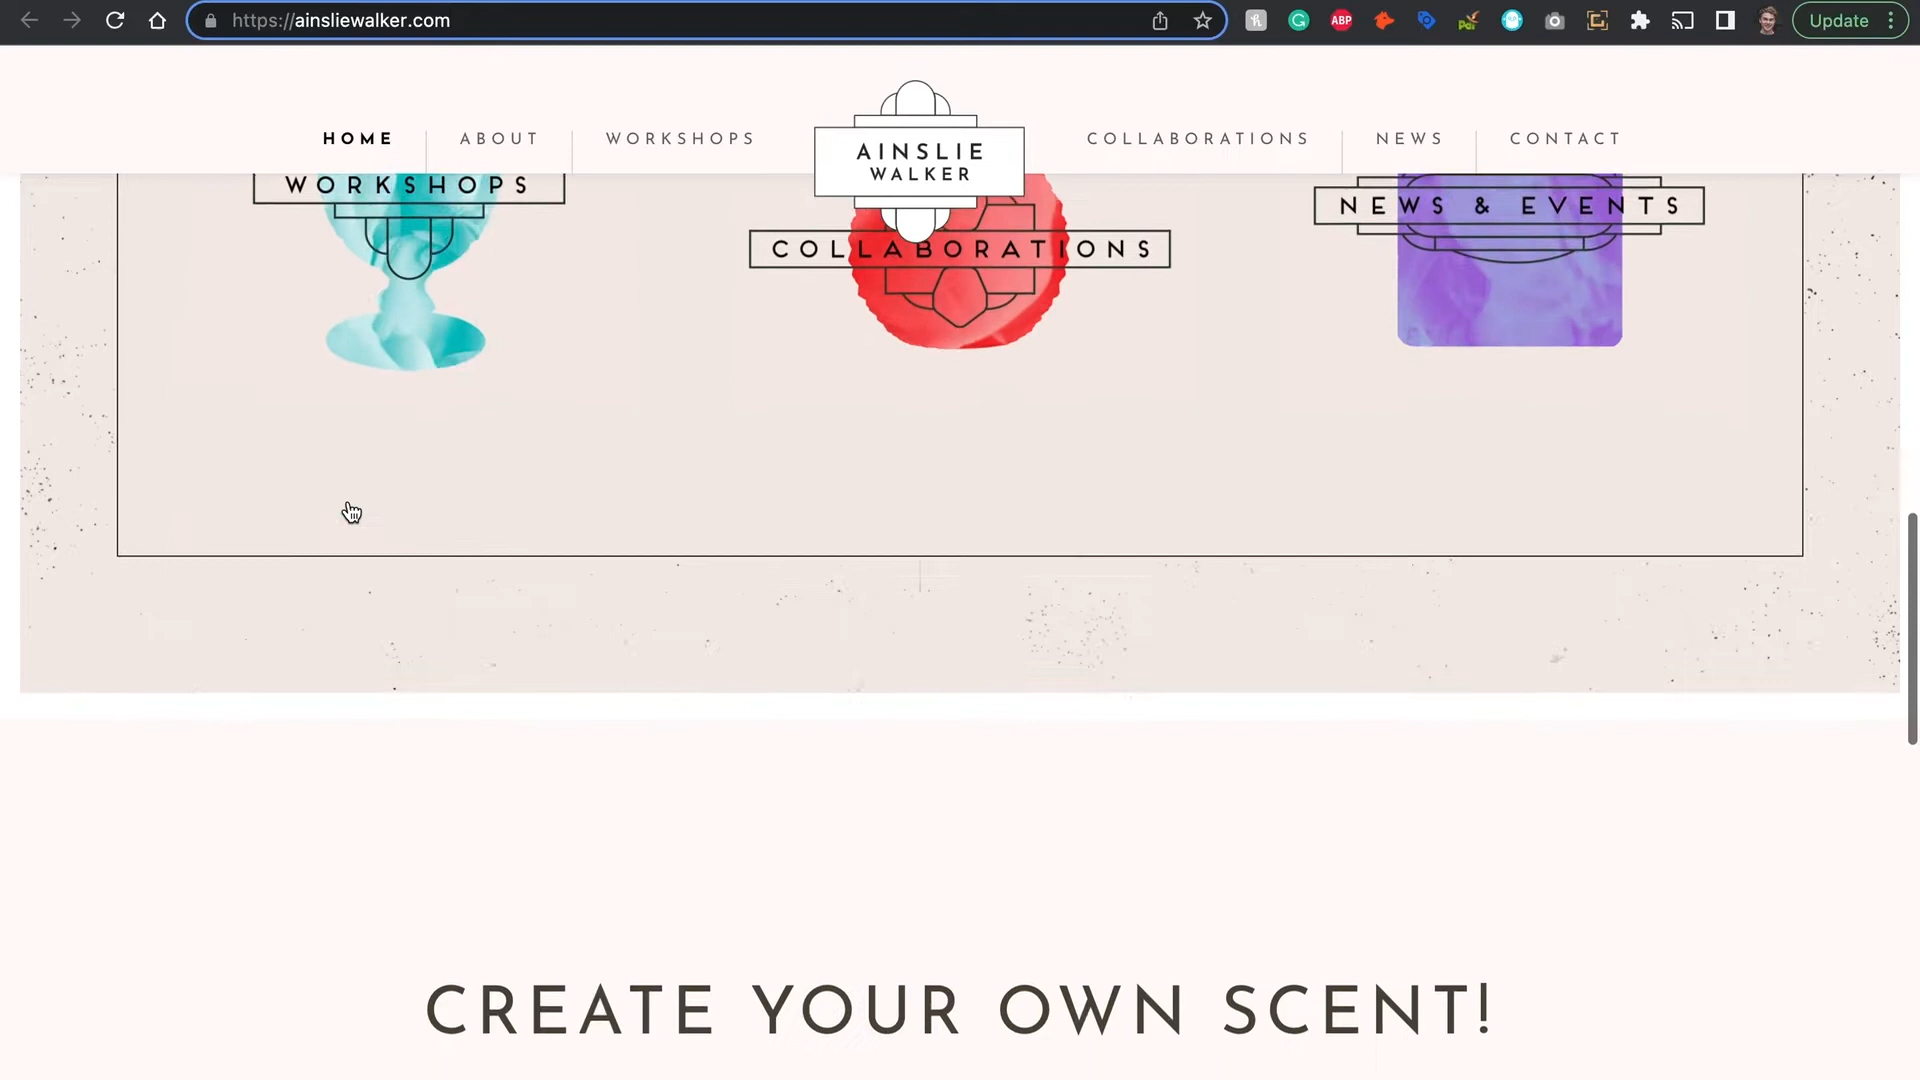 https://ainsliewalker.com
ABP
Update
HOME
ABOUT
WORKSHOPS
AINSLIE
WALKER
COLLABORATIONS
NEWS
CONTACT
WORKSHOPS
COLLABORATIONS
NEWS & EVENTS
CREATE YOUR OWN SCENT!